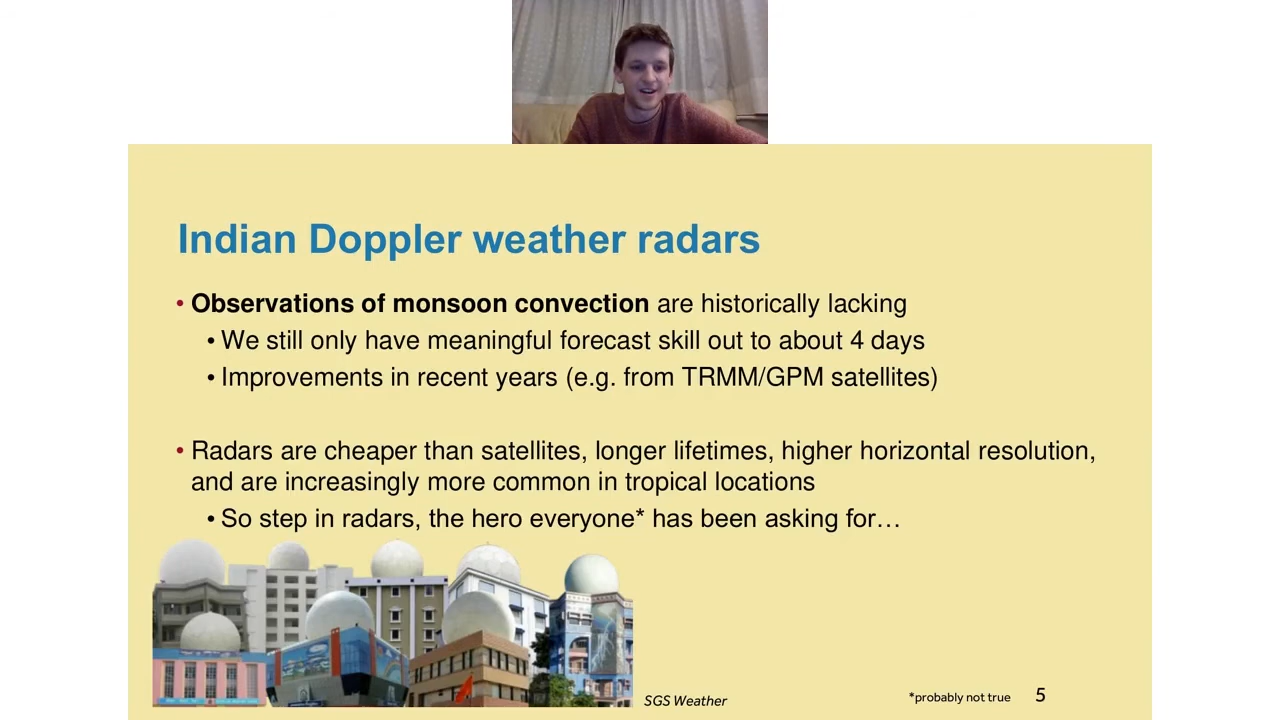 Indian Doppler weather radars
• Observations of monsoon convection are historically lacking
• We still only have meaningful forecast skill out to about 4 days
• Improvements in recent years (e.g. from TRMM/GPM satellites)
• Radars are cheaper than satellites, longer lifetimes, higher horizontal resolution,
and are increasingly more common in tropical locations
• So step in radars, the hero everyone* has been asking for…
SGS Weather
*probably not true
5